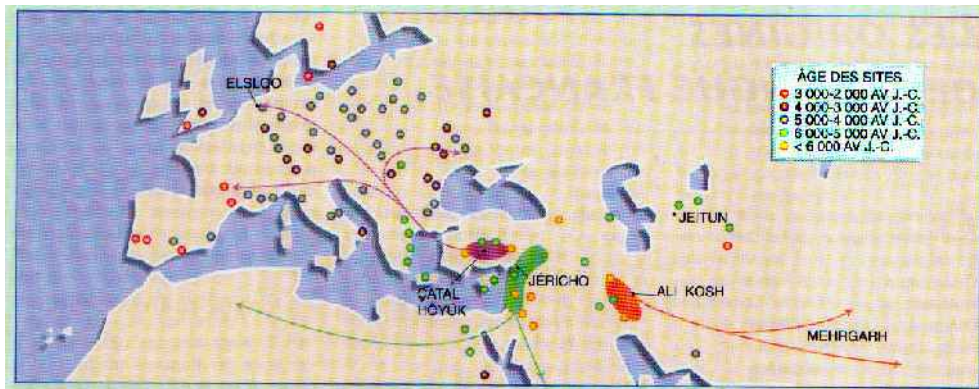 ELSLOO
ÂGE DES SITES
3 000-2 000 AV J.-C.
4 000-3 000 AV J.-C.
5 000-4 000 AV J.-C.
6 000-5 000 AV J.-C.
< 6 000 AV J.-C.
JEITUN
ÇATAL
HÖYÜK
JÉRICHO
ALI KOSH
MEHRGARH